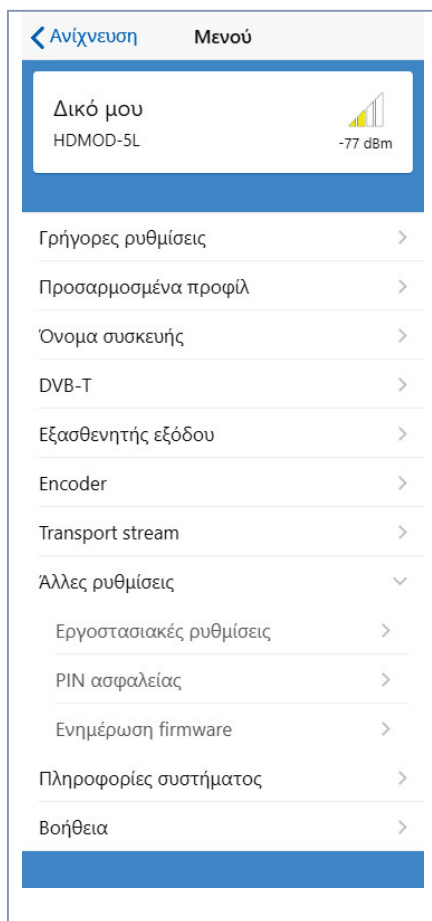 Ανίχνευση Μενού
Δικό μου
HDMOD-5L
-77 dBm
Γρήγορες ρυθμίσεις
Προσαρμοσμένα προφίλ
Όνομα συσκευής
DVB-T
Εξασθενητής εξόδου
Encoder
Transport stream
Άλλες ρυθμίσεις
Εργοστασιακές ρυθμίσεις
PIN ασφαλείας
Ενημέρωση firmware
Πληροφορίες συστήματος
Βοήθεια